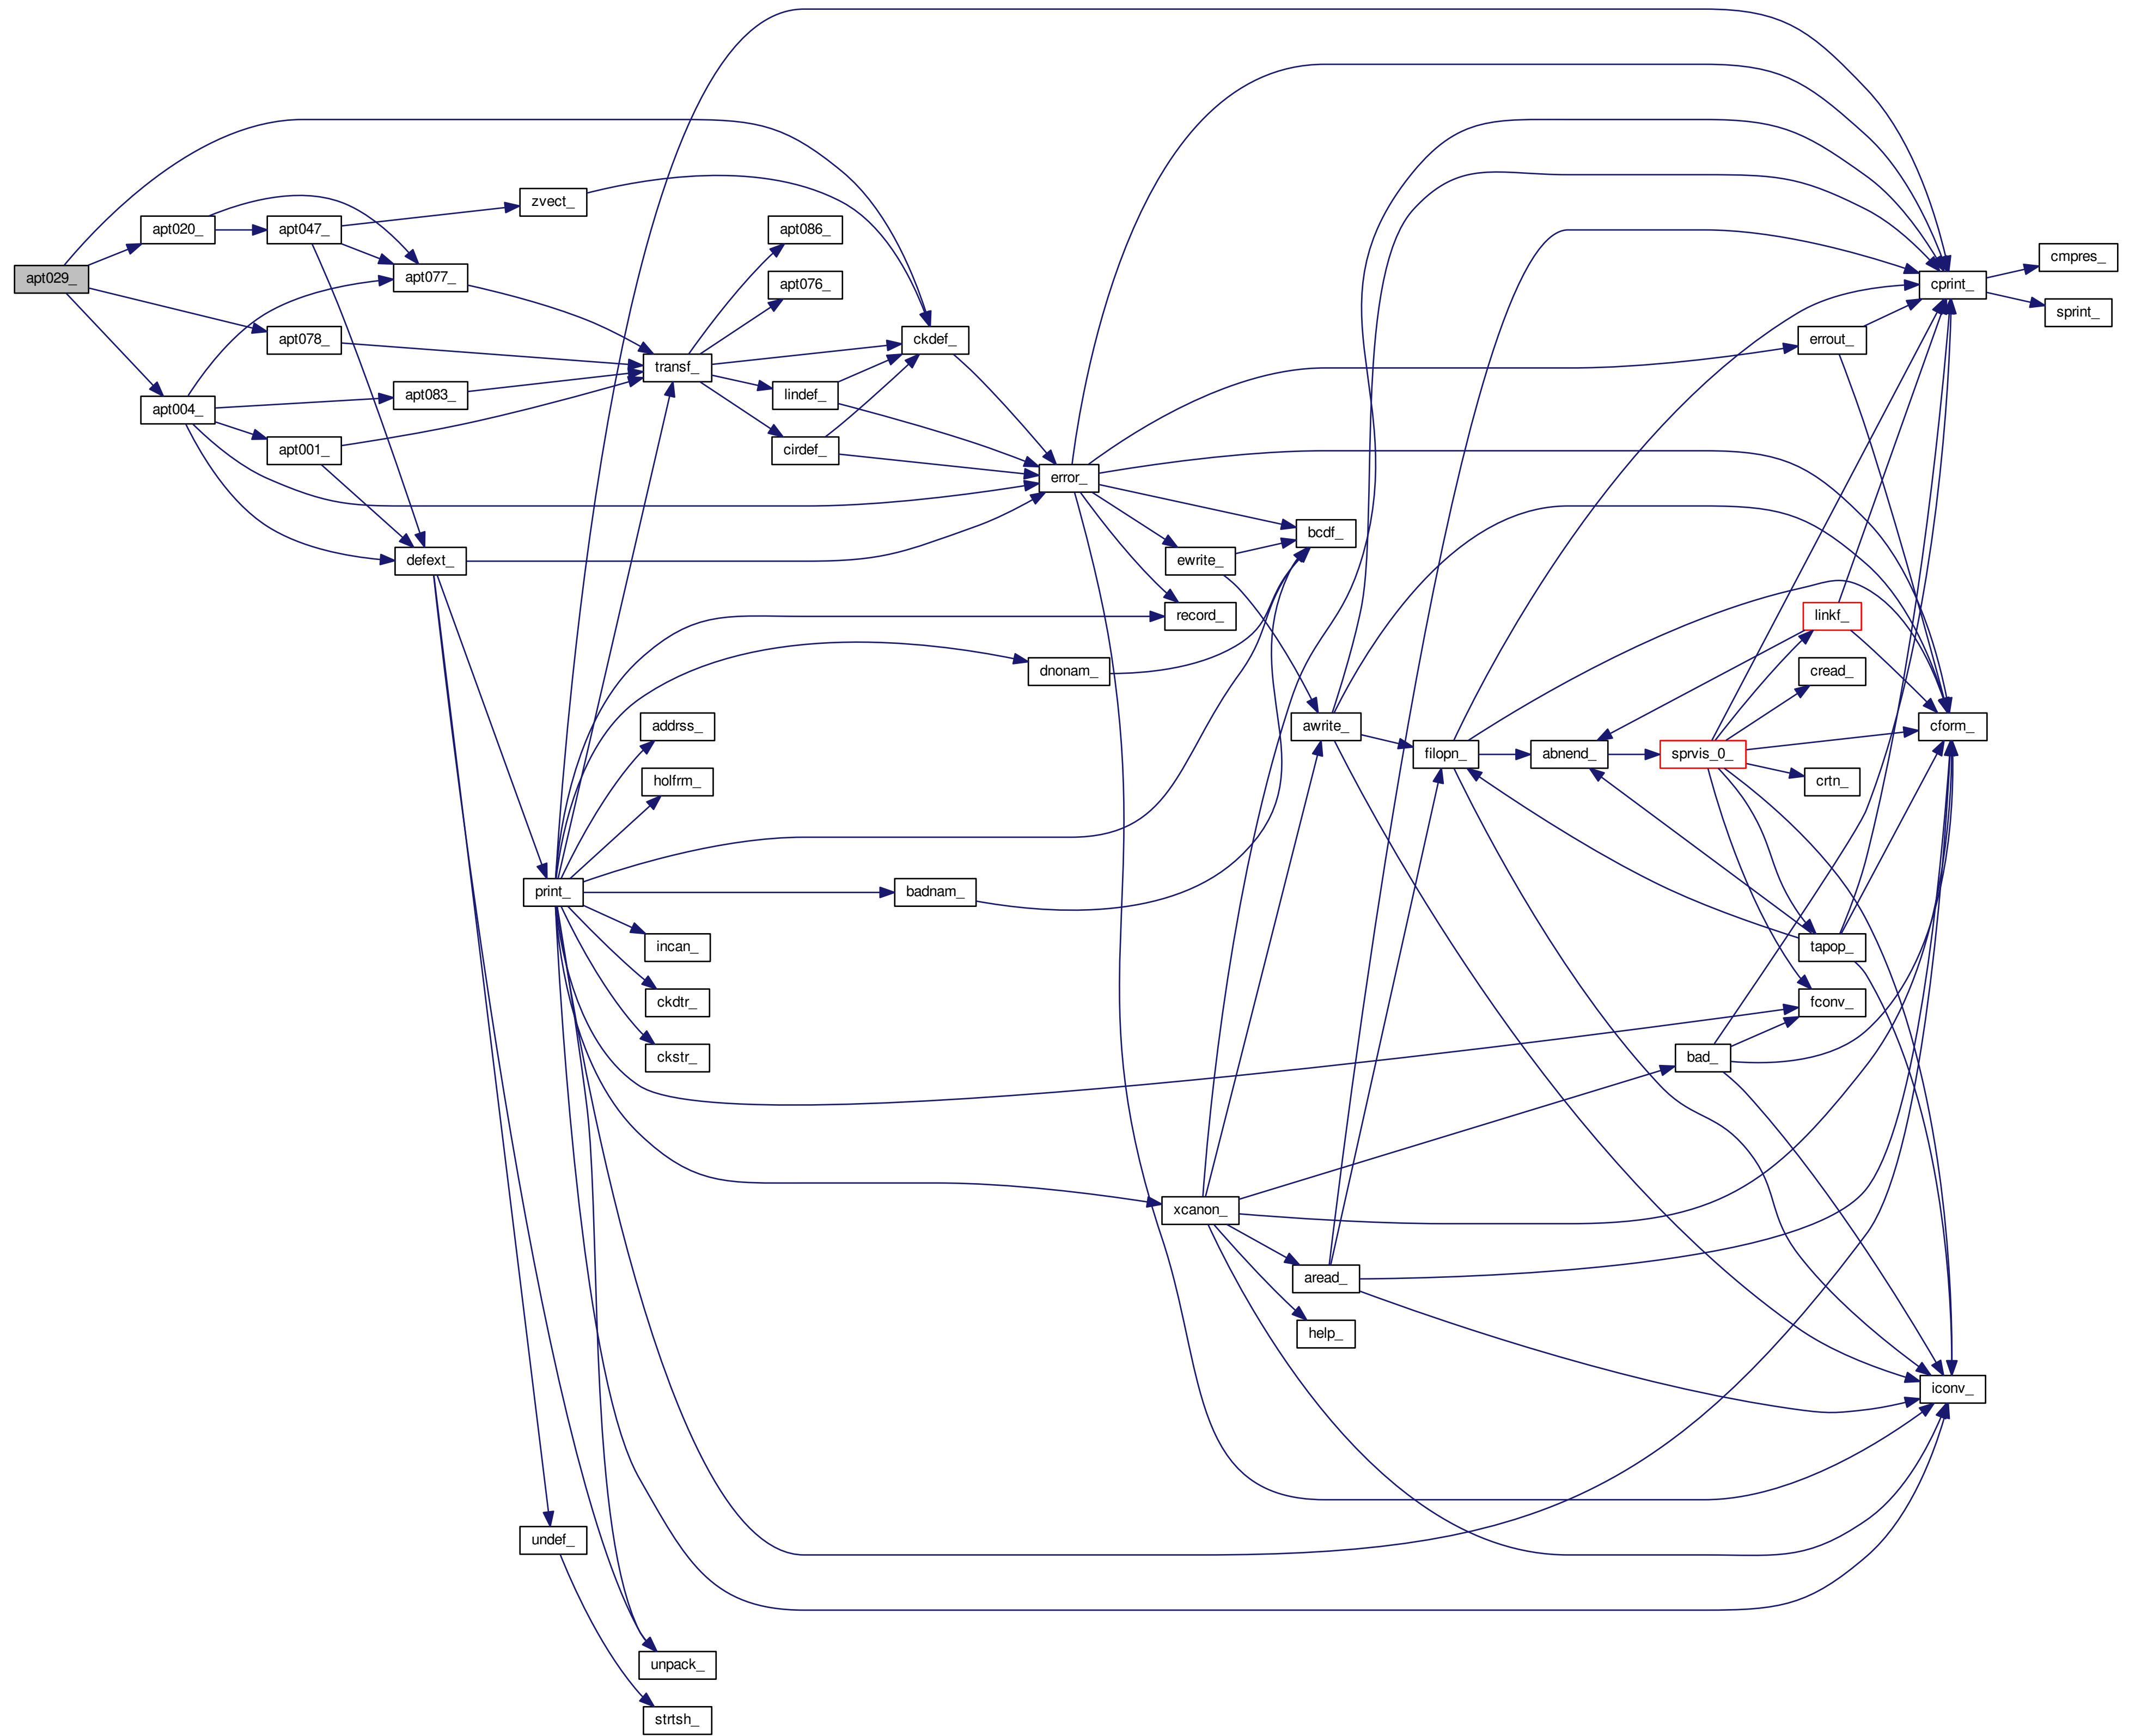 apt029_
apt020_
apt078_
apt004_
apt047_
apt083_
apt001_
apt077_
defext_
zvect_
transf_
print_
undef_
apt086_
apt076_
lindef_
cirdef_
ckdef_
error_
addrss_
holfrm_
incan_
ckdtr_
ckstr_
unpack_
strtsh_
badnam_
dnonam_
bcdf_
ewrite_
record_
xcanon_
awrite_
aread_
help_
filopn_
abnend_
sprvis_0_
bad_
errout_
linkf_
cread_
crtn_
tapop_
fconv_
cprint_
cform_
iconv_
cmpres_
sprint_